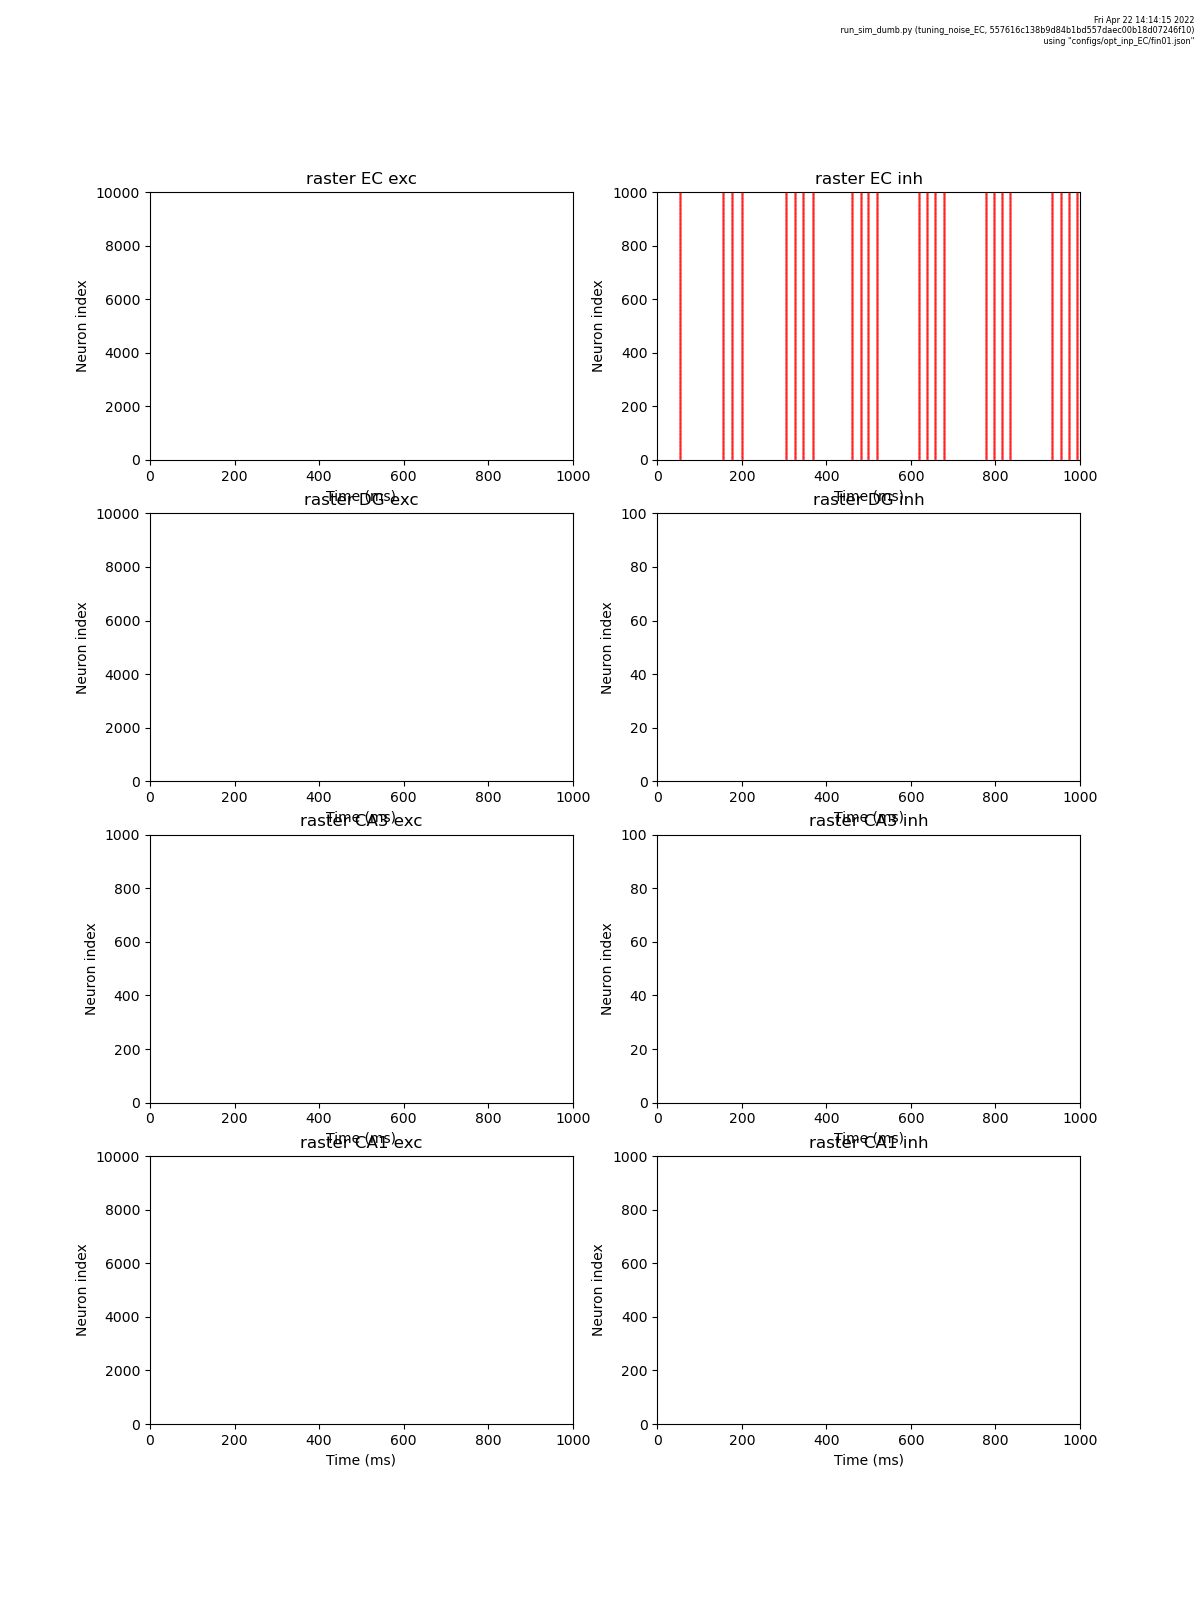 Fri Apr 22 14:14:15 2022
run_sim_dumb.py (tuning_noise_EC, 557616c138b9d84b1bd557daec00b18d07246f10)
using "configs/opt_inp_EC/fin01.json"
raster EC exc
10000
8000
6000
4000
2000
0
Neuron index
0 200 400 600 800 1000
Time (ms)
raster EC inh
1000
800
600
400
200
0
Neuron index
0 200 400 600 800 1000
Time (ms)
raster DG exc
10000
8000
6000
4000
2000
0
Neuron index
0 200 400 600 800 1000
Time (ms)
raster DG inh
100
80
60
40
20
0
Neuron index
0 200 400 600 800 1000
Time (ms)
raster CA3 exc
1000
800
600
400
200
0
Neuron index
0 200 400 600 800 1000
Time (ms)
raster CA3 inh
100
80
60
40
20
0
Neuron index
0 200 400 600 800 1000
Time (ms)
raster CA1 exc
10000
8000
6000
4000
2000
0
Neuron index
0 200 400 600 800 1000
Time (ms)
raster CA1 inh
1000
800
600
400
200
0
Neuron index
0 200 400 600 800 1000
Time (ms)